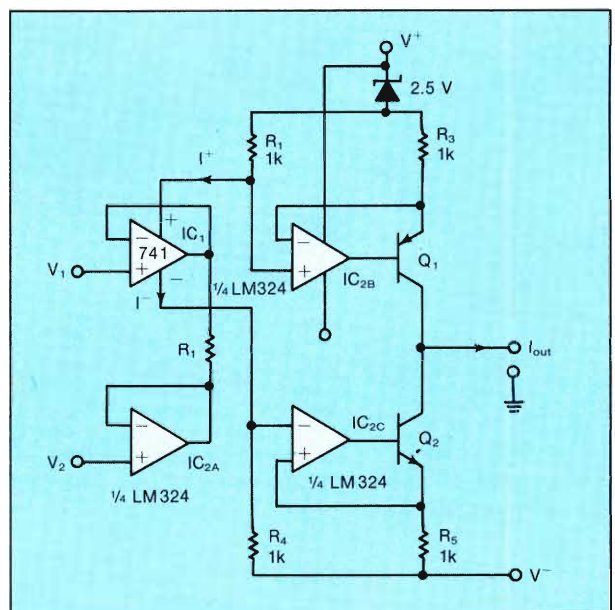 V⁺
2.5 V
R₁
1k
R₃
1k
I⁺
+
−
741
+
−
IC₁
V₁
I⁻
¼ LM324
−
+
IC₂B
Q₁
R₁
Iout
−
+
IC₂A
V₂
¼ LM324
−
+
IC₂C
¼ LM324
Q₂
R₄
1k
R₅
1k
V⁻